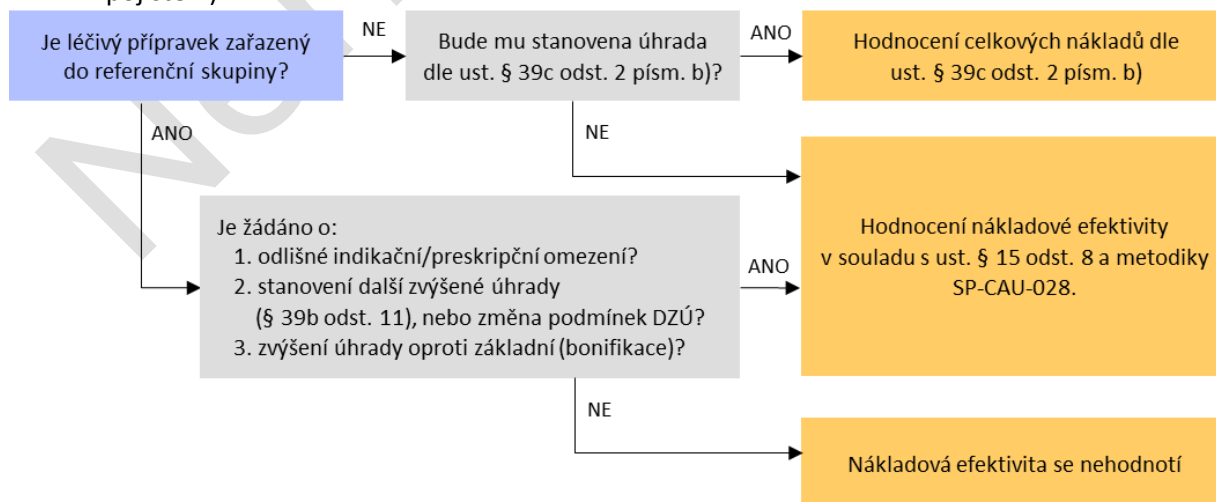 Je léčivý přípravek zařazený
do referenční skupiny?
NE
Bude mu stanovena úhrada
dle ust. § 39c odst. 2 písm. b)?
ANO
Hodnocení celkových nákladů dle
ust. § 39c odst. 2 písm. b)
ANO
NE
Je žádáno o:
1. odlišné indikační/preskripční omezení?
2. stanovení další zvýšené úhrady
(§ 39b odst. 11), nebo změna podmínek DZÚ?
3. zvýšení úhrady oproti základní (bonifikace)?
ANO
Hodnocení nákladové efektivity
v souladu s ust. § 15 odst. 8 a metodiky
SP-CAU-028.
NE
Nákladová efektivita se nehodnotí